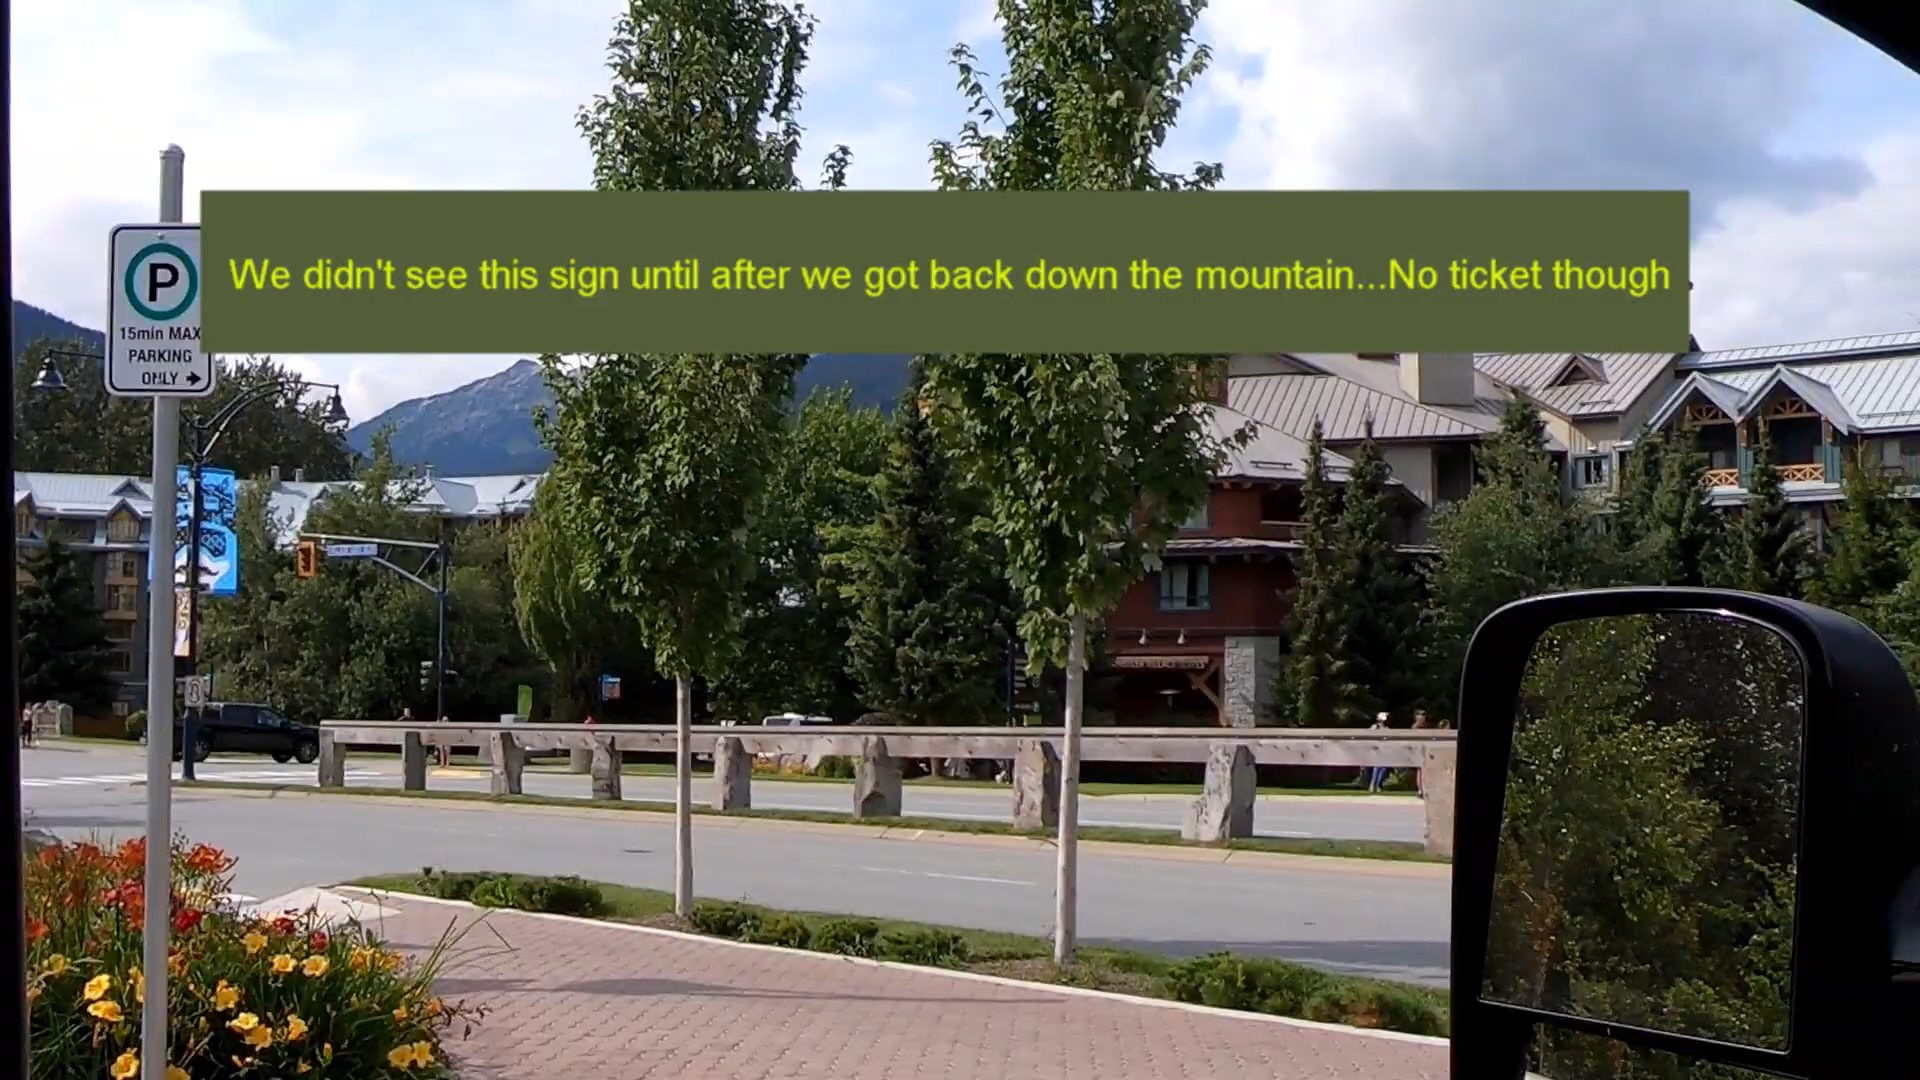 We didn't see this sign until after we got back down the mountain...No ticket though
P
15min MAX
PARKING
ONLY →